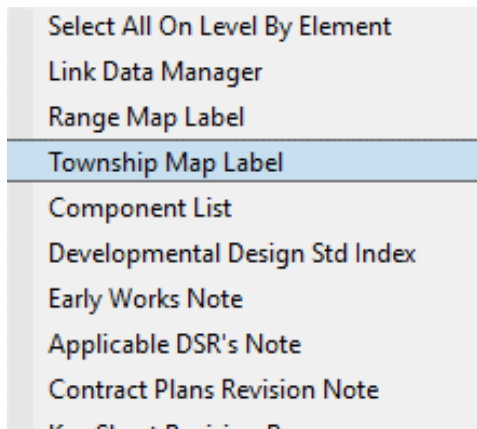 Select All On Level By Element
Link Data Manager
Range Map Label
Township Map Label
Component List
Developmental Design Std Index
Early Works Note
Applicable DSR's Note
Contract Plans Revision Note